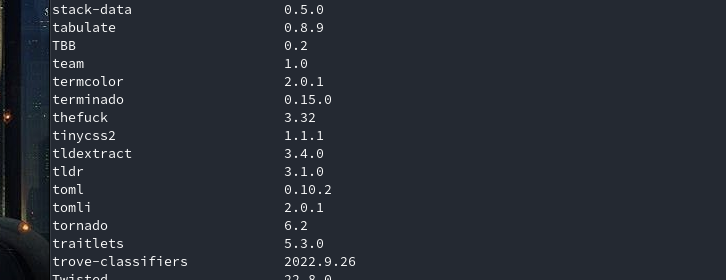 stack-data 0.5.0
tabulate 0.8.9
TBB 0.2
team 1.0
termcolor 2.0.1
terminado 0.15.0
thefuck 3.32
tinycss2 1.1.1
tldextract 3.4.0
tldr 3.1.0
toml 0.10.2
tomli 2.0.1
tornado 6.2
traitlets 5.3.0
trove-classifiers 2022.9.26
Twisted 22.8.0